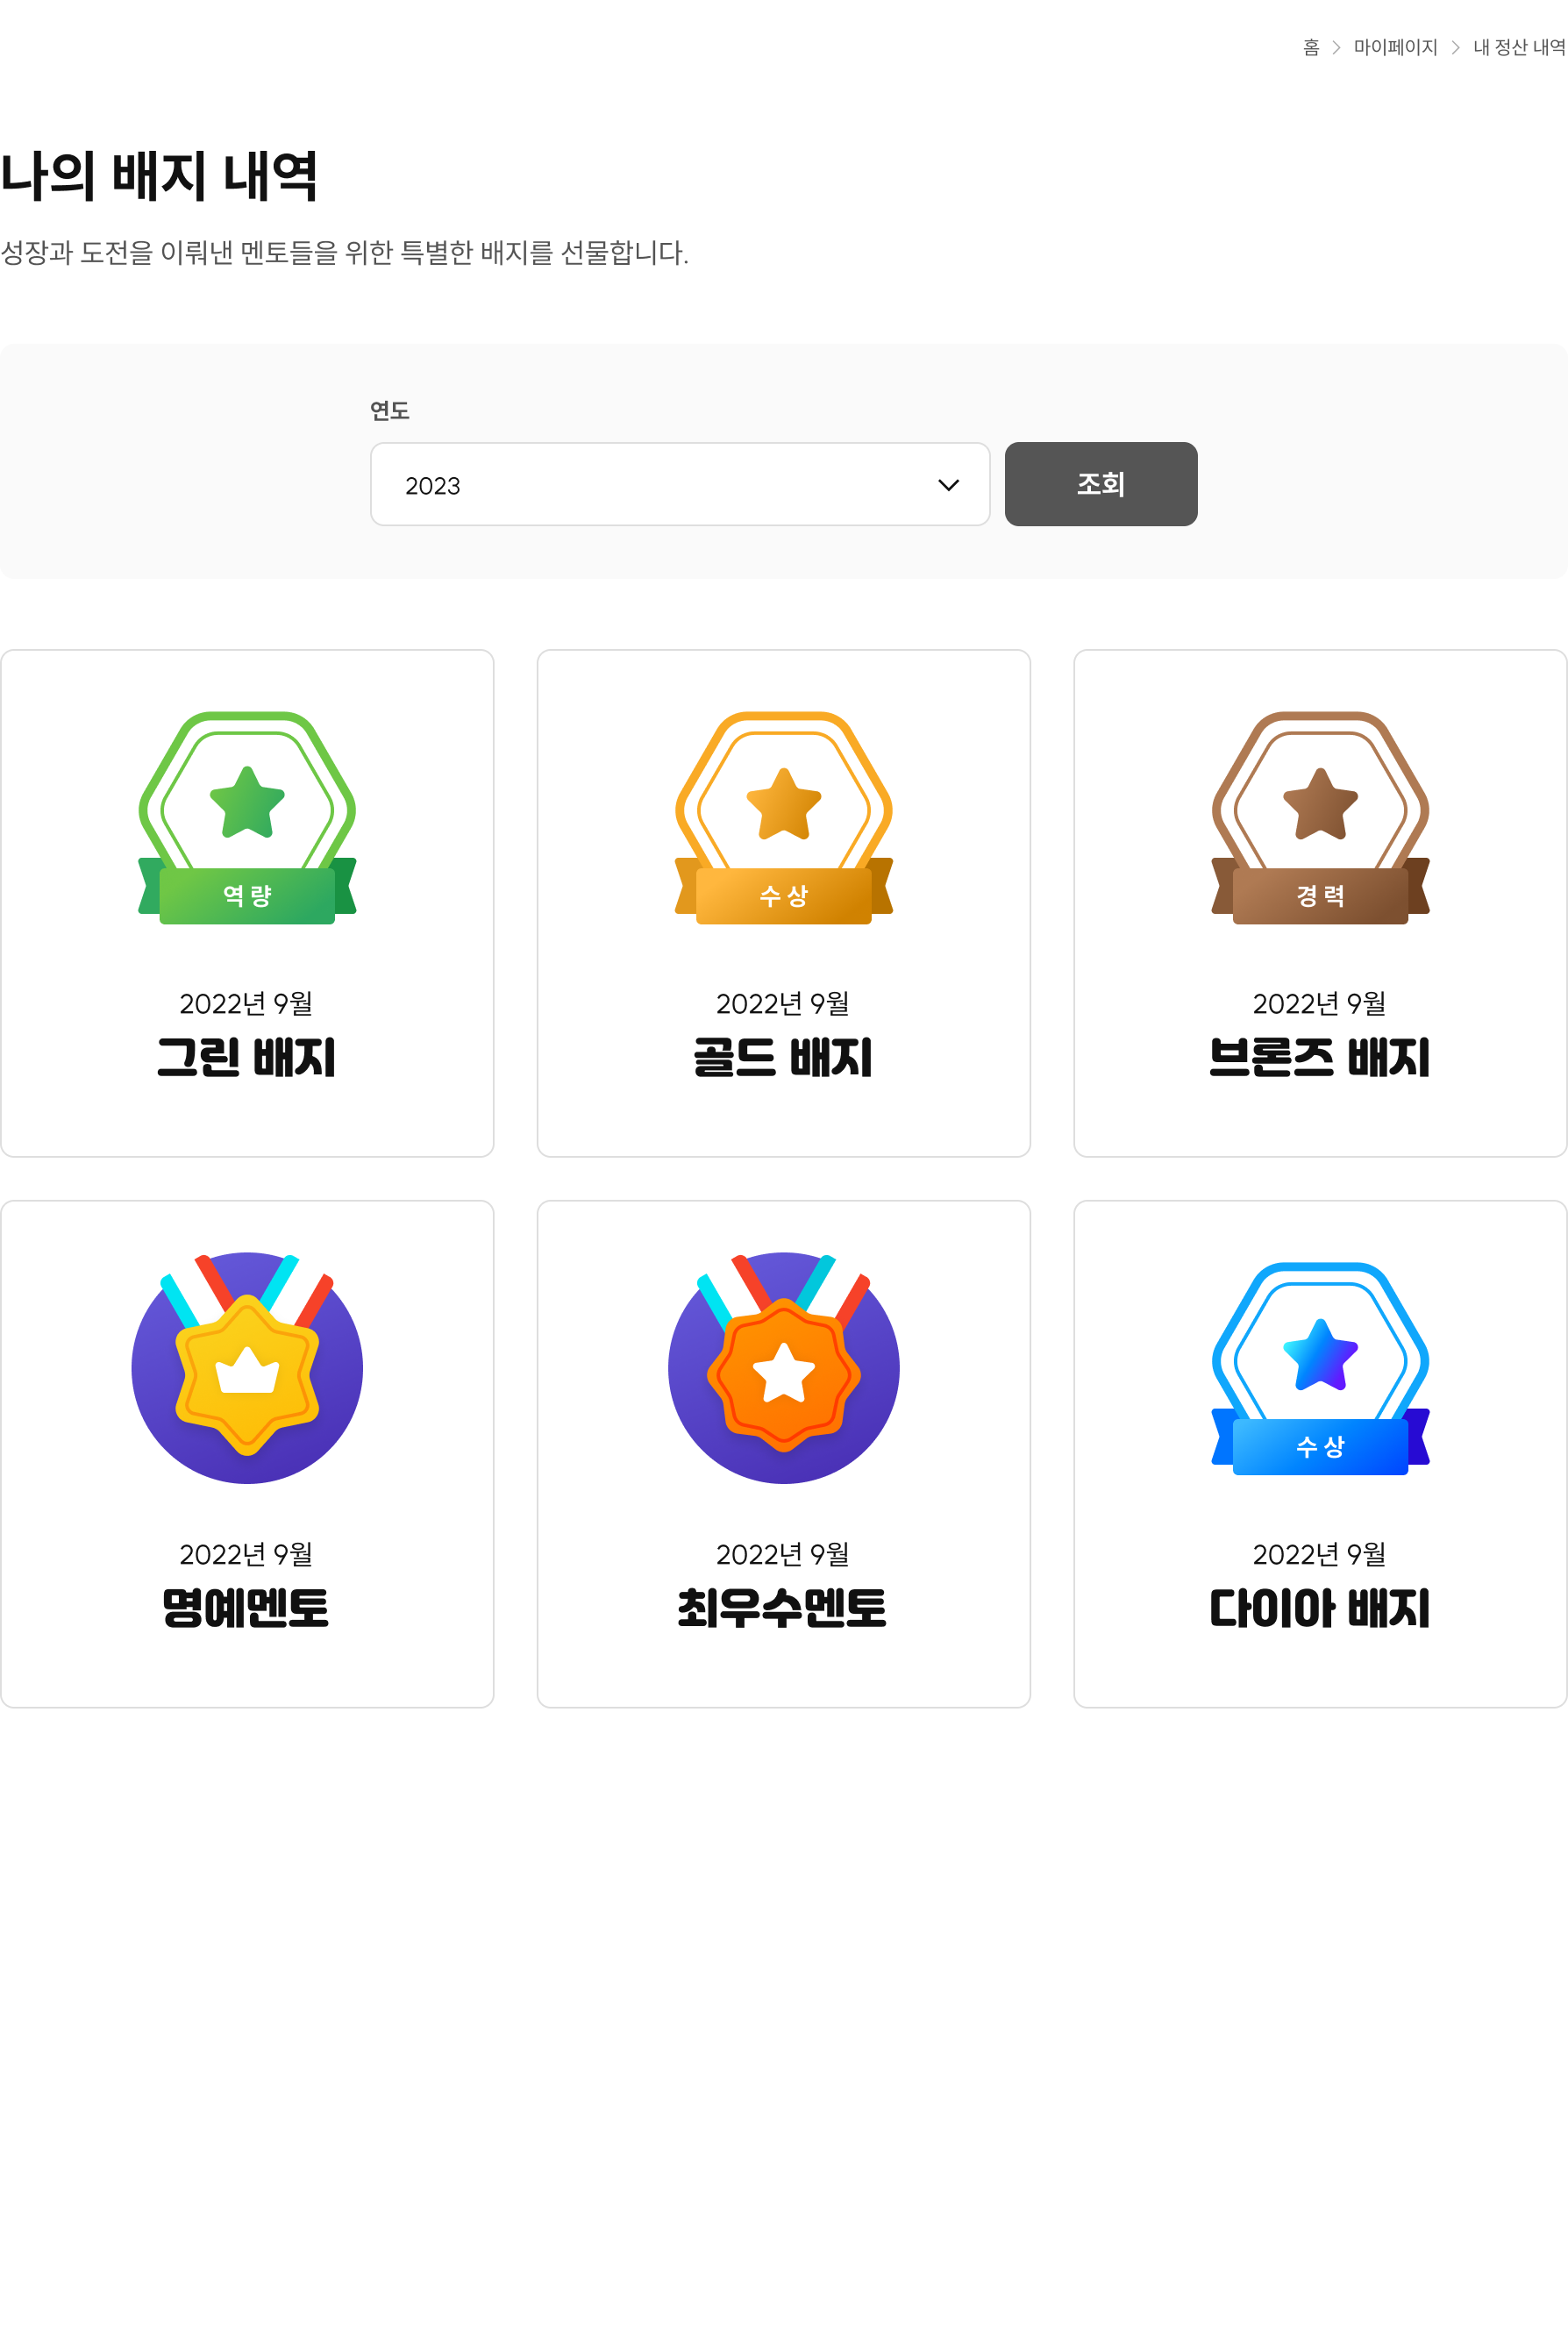 홈 > 마이페이지 > 내 정산 내역
나의 배지 내역
성장과 도전을 이뤄낸 멘토들을 위한 특별한 배지를 선물합니다.
연도
2023
조회
역량
2022년 9월
그린 배지
수상
2022년 9월
골드 배지
경력
2022년 9월
브론즈 배지
2022년 9월
명예멘토
2022년 9월
최우수멘토
수상
2022년 9월
다이아 배지